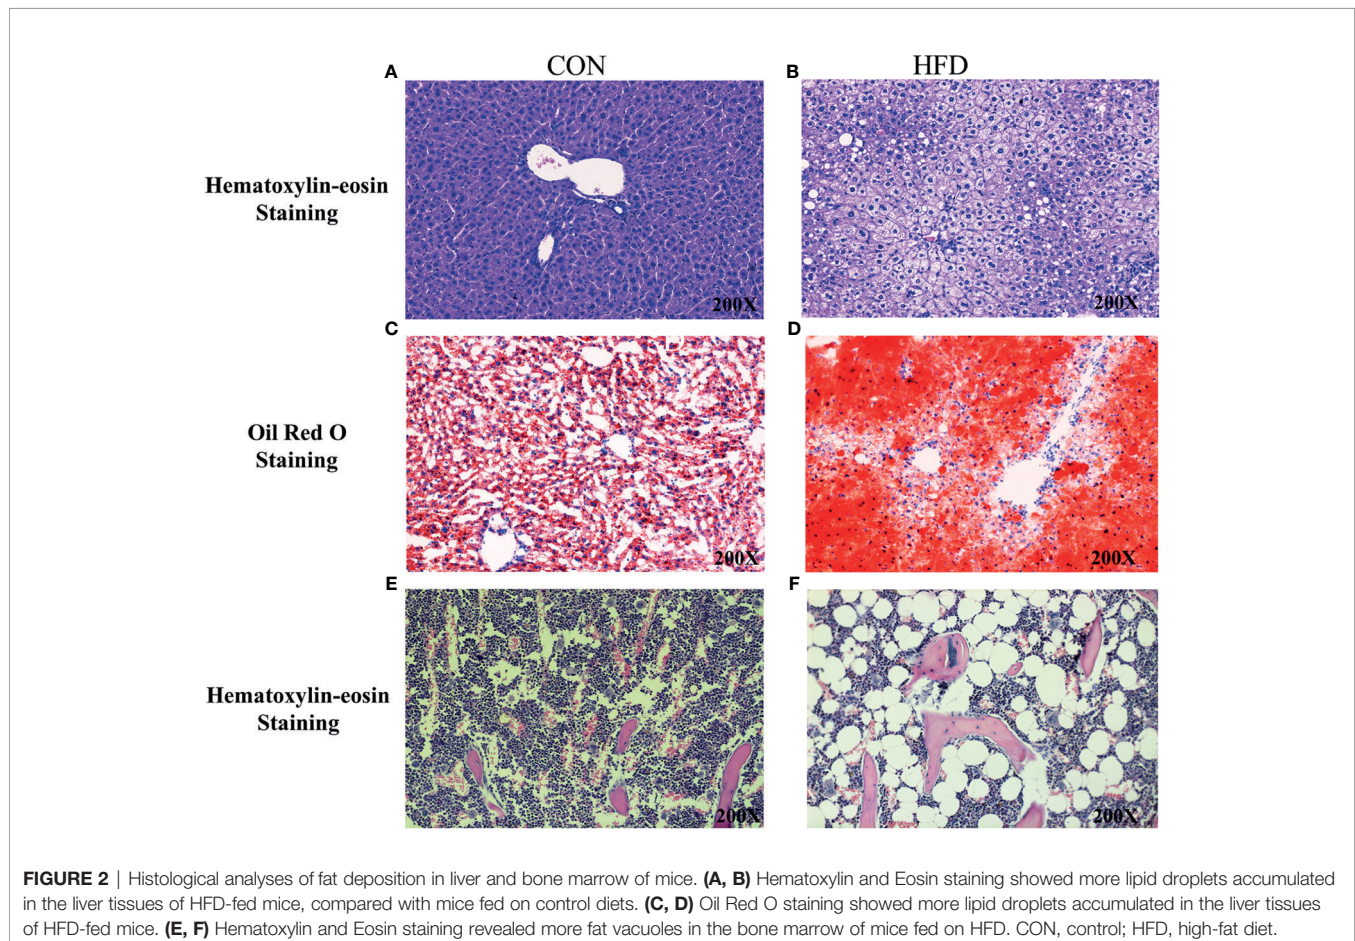 CON
HFD
A
B
Hematoxylin-eosin
Staining
200X
200X
C
D
Oil Red O
Staining
200X
200X
E
F
Hematoxylin-eosin
Staining
200X
200X
FIGURE 2 | Histological analyses of fat deposition in liver and bone marrow of mice. (A, B) Hematoxylin and Eosin staining showed more lipid droplets accumulated
in the liver tissues of HFD-fed mice, compared with mice fed on control diets. (C, D) Oil Red O staining showed more lipid droplets accumulated in the liver tissues
of HFD-fed mice. (E, F) Hematoxylin and Eosin staining revealed more fat vacuoles in the bone marrow of mice fed on HFD. CON, control; HFD, high-fat diet.